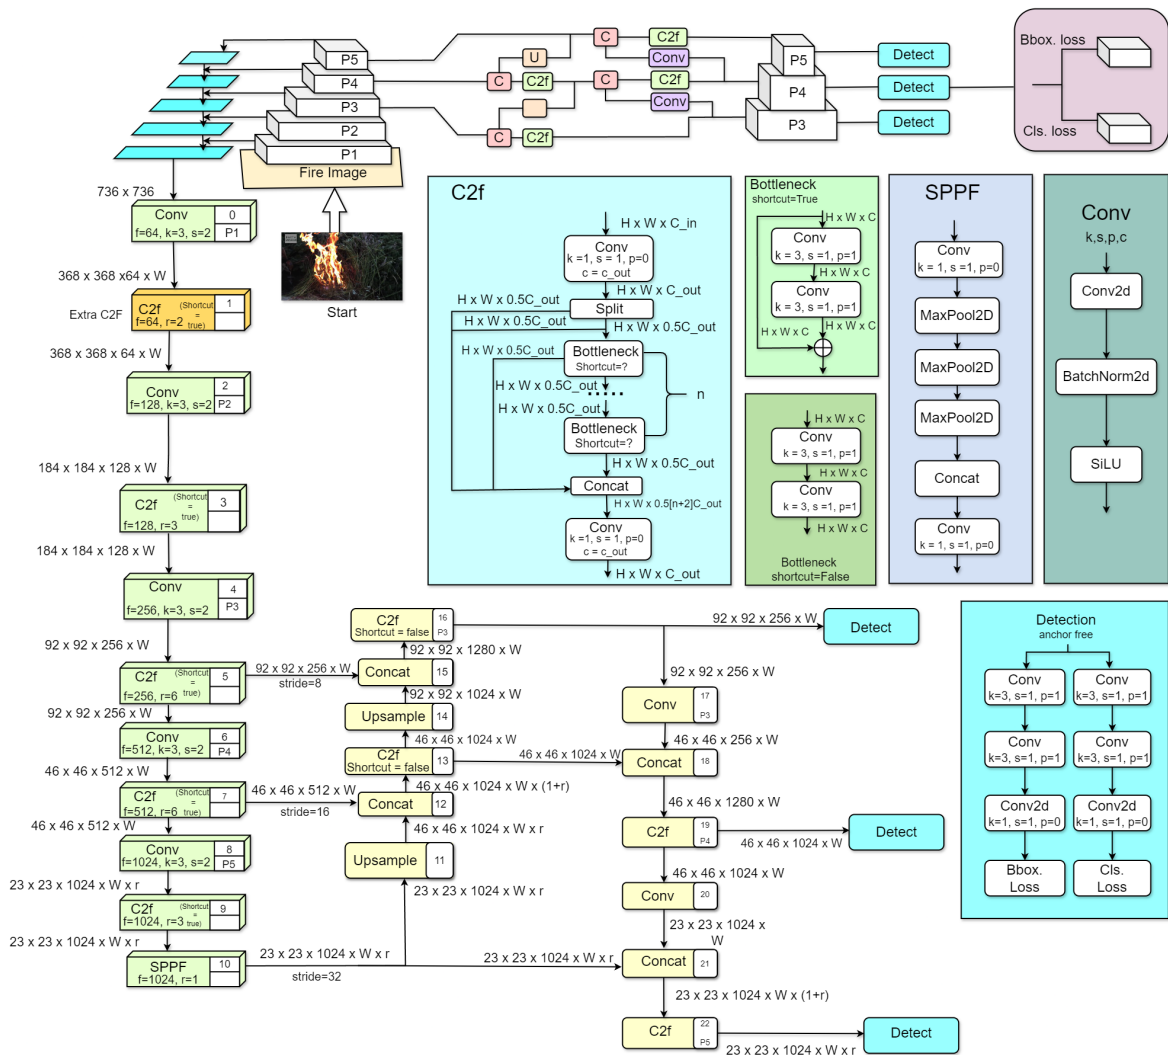 P5
P4
P3
P2
P1
Fire Image
Start
U
C
C2f
C
C2f
C
C2f
Conv
C
C2f
Conv
P5
P4
P3
Detect
Detect
Detect
Bbox. loss
Cls. loss
736 x 736
Conv
f=64, k=3, s=2
0
P1
368 x 368 x64 x W
Extra C2F
C2f
(Shortcut
=
true)
f=64, r=2
1
368 x 368 x 64 x W
Conv
f=128, k=3, s=2
2
P2
184 x 184 x 128 x W
C2f
(Shortcut
=
true)
f=128, r=3
3
184 x 184 x 128 x W
Conv
f=256, k=3, s=2
4
P3
92 x 92 x 256 x W
C2f
(Shortcut
=
true)
f=256, r=6
5
92 x 92 x 256 x W
Conv
f=512, k=3, s=2
6
P4
46 x 46 x 512 x W
C2f
(Shortcut
=
true)
f=512, r=6
7
46 x 46 x 512 x W
Conv
f=1024, k=3, s=2
8
P5
23 x 23 x 1024 x W x r
C2f
(Shortcut
=
true)
f=1024, r=3
9
23 x 23 x 1024 x W x r
SPPF
f=1024, r=1
10
23 x 23 x 1024 x W x r
stride=32
92 x 92 x 256 x W
stride=8
46 x 46 x 512 x W
stride=16
C2f
Shortcut = false
16
P3
92 x 92 x 1280 x W
Concat
15
92 x 92 x 1024 x W
Upsample
14
46 x 46 x 1024 x W
C2f
Shortcut = false
13
46 x 46 x 1024 x W x (1+r)
Concat
12
46 x 46 x 1024 x W x r
Upsample
11
23 x 23 x 1024 x W x r
46 x 46 x 1024 x W
23 x 23 x 1024 x W x r
92 x 92 x 256 x W
Detect
92 x 92 x 256 x W
Conv
17
P3
46 x 46 x 256 x W
Concat
18
46 x 46 x 1280 x W
C2f
19
P4
46 x 46 x 1024 x W
Detect
46 x 46 x 1024 x W
Conv
20
23 x 23 x 1024 x
W
Concat
21
23 x 23 x 1024 x W x (1+r)
C2f
22
P5
23 x 23 x 1024 x W x r
Detect
C2f
H x W x C_in
Conv
k =1, s = 1, p=0
c = c_out
H x W x C_out
H x W x 0.5C_out
Split
H x W x 0.5C_out
H x W x 0.5C_out
H x W x 0.5C_out
Bottleneck
Shortcut=?
H x W x 0.5C_out
.....
n
H x W x 0.5C_out
Bottleneck
Shortcut=?
H x W x 0.5C_out
Concat
H x W x 0.5[n+2]C_out
Conv
k =1, s = 1, p=0
c = c_out
H x W x C_out
Bottleneck
shortcut=True
H x W x C
Conv
k = 3, s =1, p=1
H x W x C
Conv
k = 3, s =1, p=1
H x W x C
H x W x C
H x W x C
Conv
k = 3, s =1, p=1
H x W x C
Conv
k = 3, s =1, p=1
H x W x C
Bottleneck
shortcut=False
SPPF
Conv
k = 1, s =1, p=0
MaxPool2D
MaxPool2D
MaxPool2D
Concat
Conv
k = 1, s =1, p=0
Conv
k,s,p,c
Conv2d
BatchNorm2d
SiLU
Detection
anchor free
Conv
k=3, s=1, p=1
Conv
k=3, s=1, p=1
Conv
k=3, s=1, p=1
Conv
k=3, s=1, p=1
Conv2d
k=1, s=1, p=0
Conv2d
k=1, s=1, p=0
Bbox.
Loss
Cls.
Loss